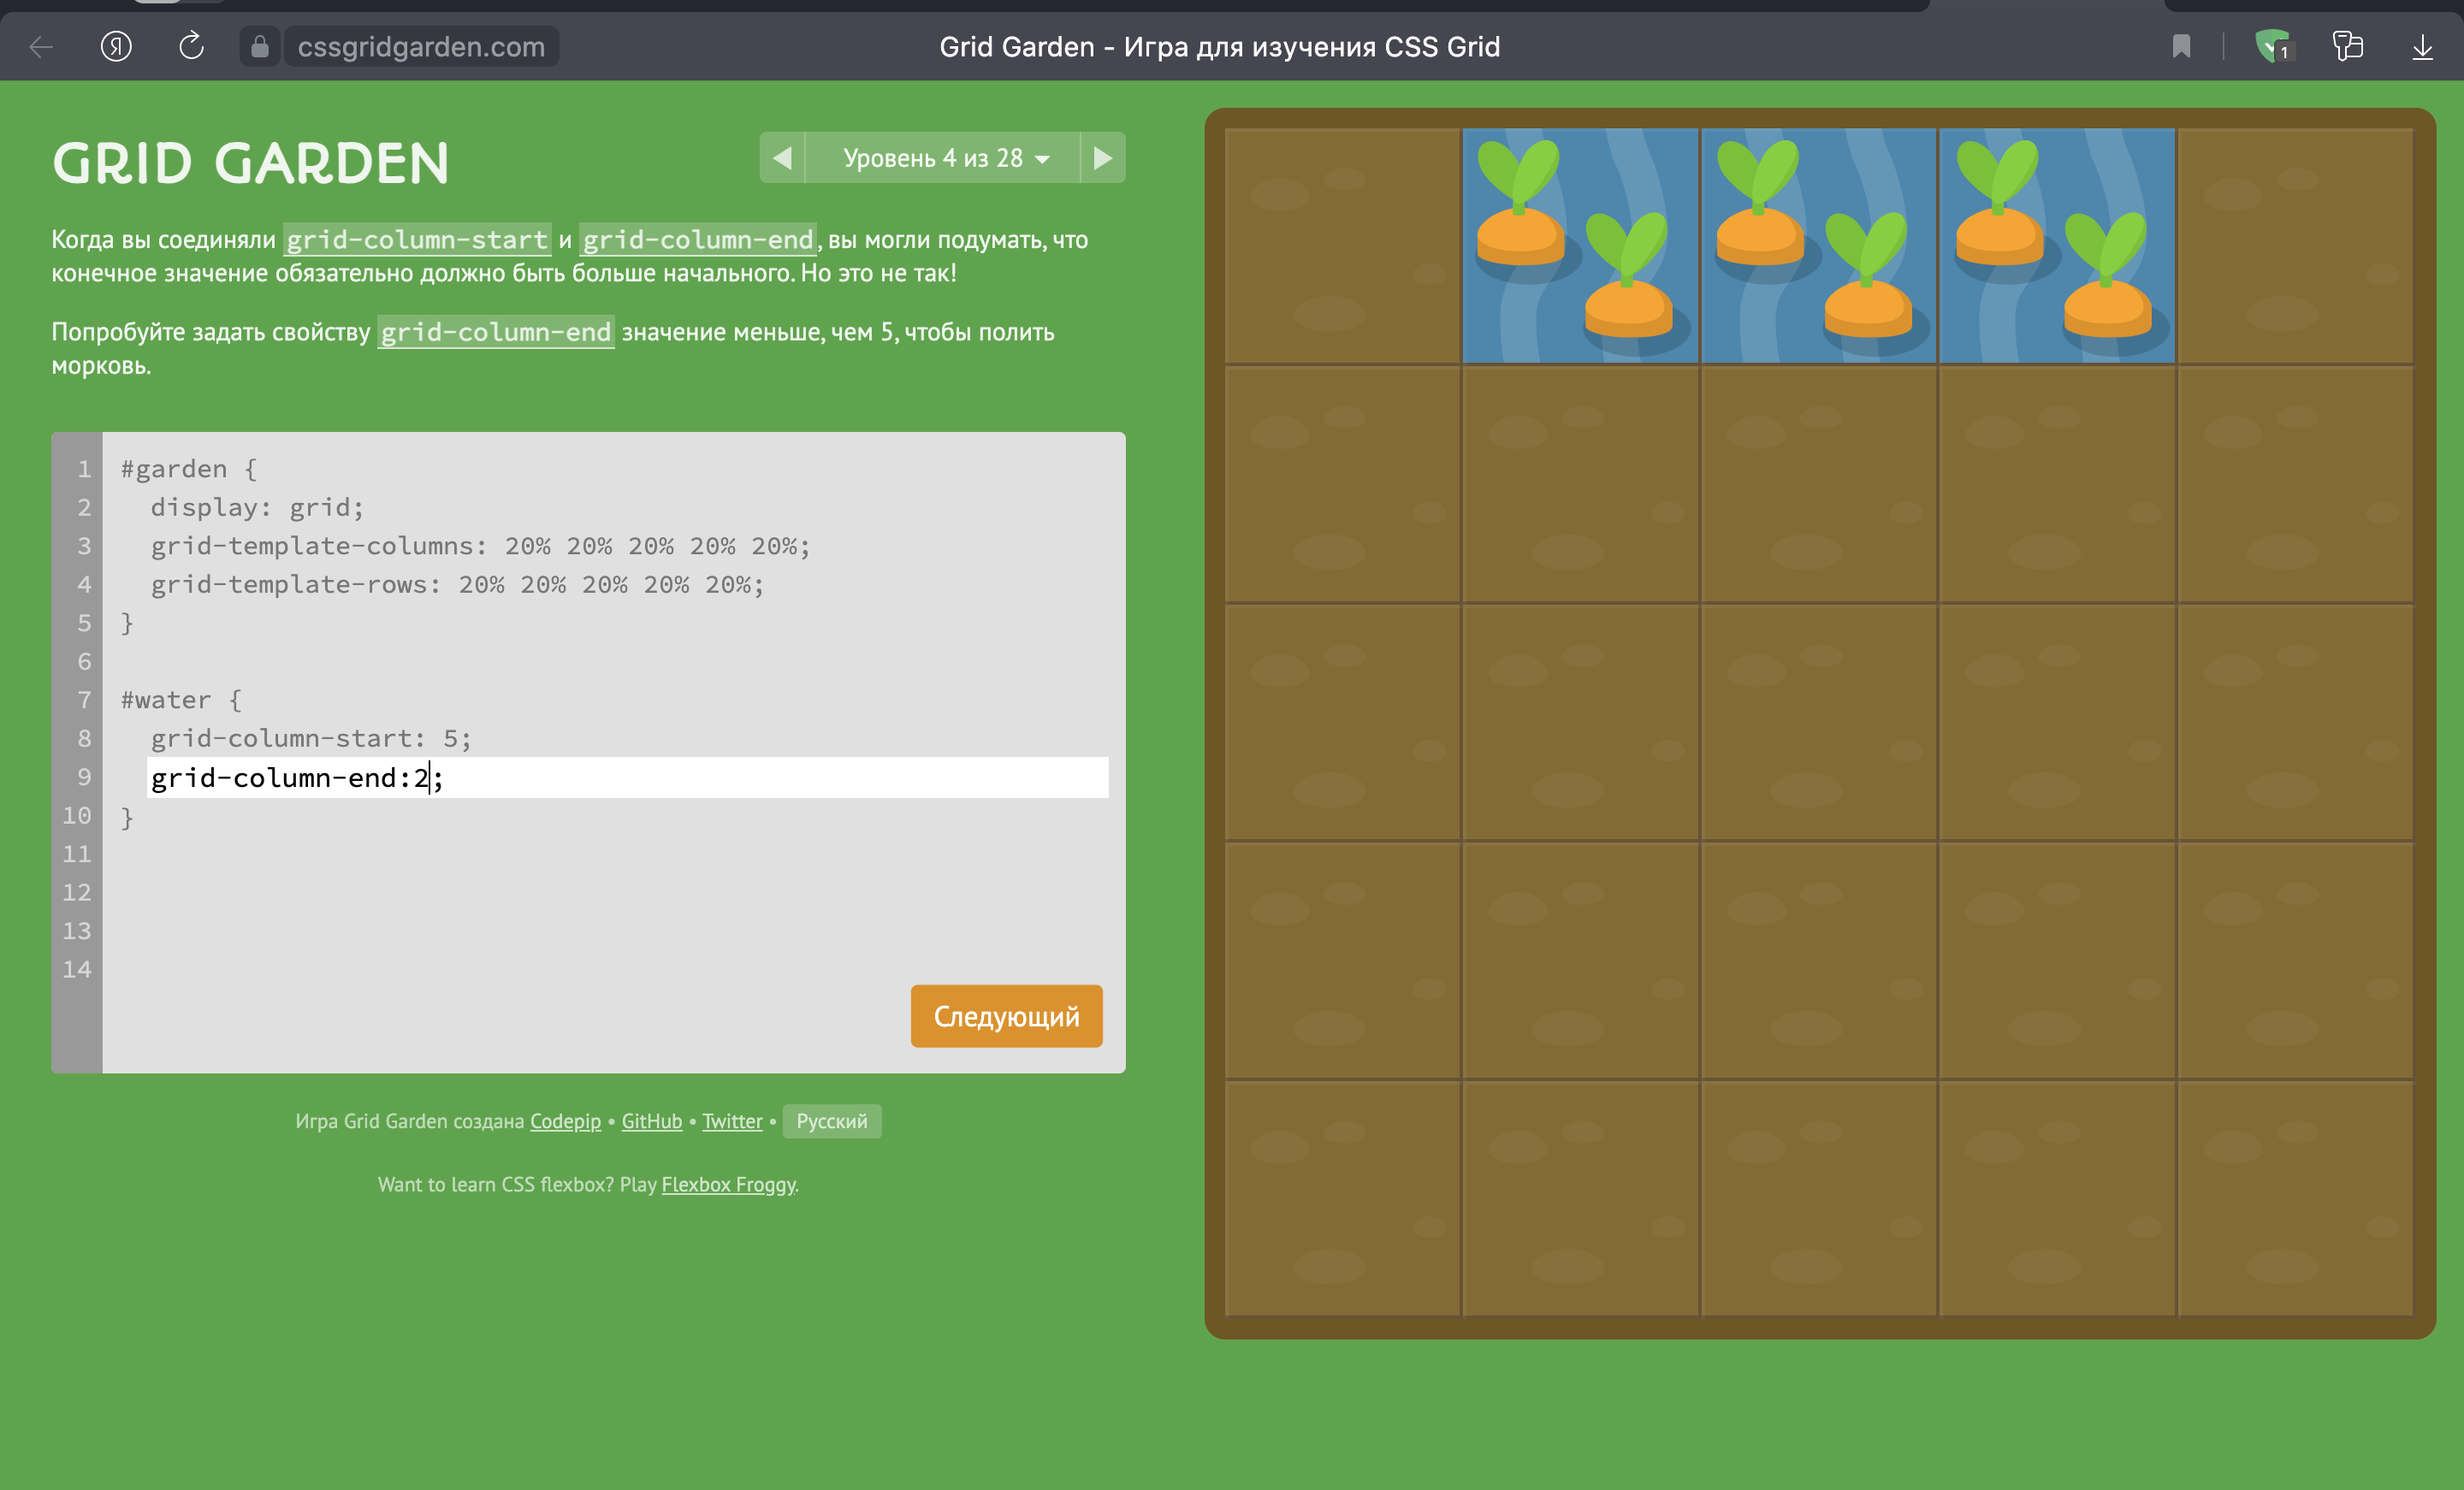 Я
cssgridgarden.com
Grid Garden - Игра для изучения CSS Grid
1
GRID GARDEN
Уровень 4 из 28
Когда вы соединяли grid-column-start и grid-column-end, вы могли подумать, что
конечное значение обязательно должно быть больше начального. Но это не так!
Попробуйте задать свойству grid-column-end значение меньше, чем 5, чтобы полить
морковь.
1 #garden {
2 display: grid;
3 grid-template-columns: 20% 20% 20% 20% 20%;
4 grid-template-rows: 20% 20% 20% 20% 20%;
5 }
6
7 #water {
8 grid-column-start: 5;
9 grid-column-end:2;
10 }
11
12
13
14
Следующий
Игра Grid Garden создана Codepip • GitHub • Twitter • Русский
Want to learn CSS flexbox? Play Flexbox Froggy.